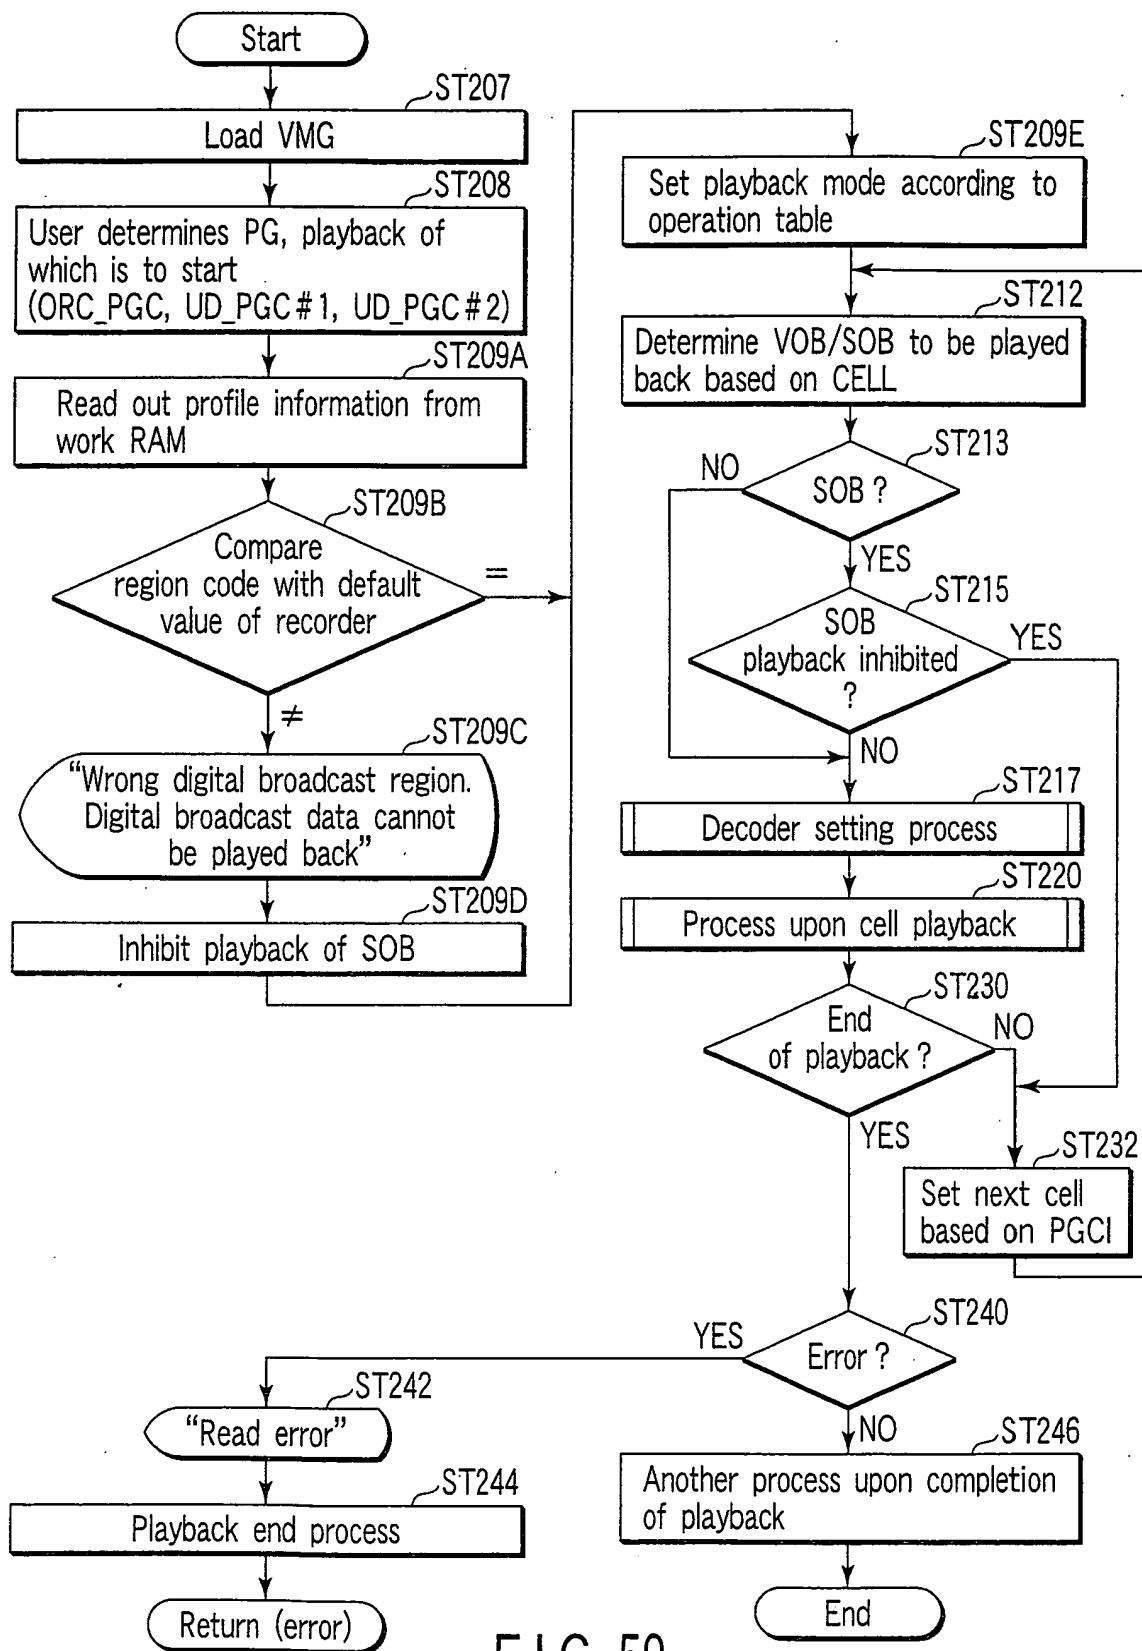 Start
ST207
Load VMG
ST208
User determines PG, playback of
which is to start
(ORC_PGC, UD_PGC#1, UD_PGC#2)
ST209A
Read out profile information from
work RAM
ST209B
Compare
region code with default
value of recorder
=
≠
ST209C
“Wrong digital broadcast region.
Digital broadcast data cannot
be played back”
ST209D
Inhibit playback of SOB
ST209E
Set playback mode according to
operation table
ST212
Determine VOB/SOB to be played
back based on CELL
ST213
NO
SOB?
YES
ST215
SOB
playback inhibited
?
YES
NO
ST217
Decoder setting process
ST220
Process upon cell playback
ST230
End
of playback?
NO
YES
ST232
Set next cell
based on PGCI
ST240
YES
Error?
NO
ST242
“Read error”
ST244
Playback end process
Return (error)
ST246
Another process upon completion
of playback
End